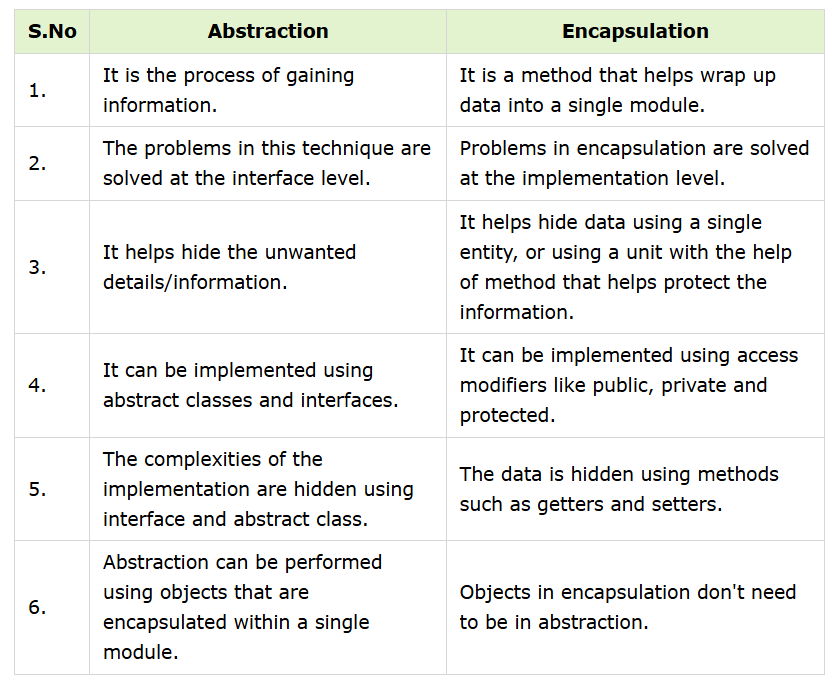 S.No Abstraction Encapsulation
1.
It is the process of gaining
information.
It is a method that helps wrap up
data into a single module.
2.
The problems in this technique are
solved at the interface level.
Problems in encapsulation are solved
at the implementation level.
3.
It helps hide the unwanted
details/information.
It helps hide data using a single
entity, or using a unit with the help
of method that helps protect the
information.
4.
It can be implemented using
abstract classes and interfaces.
It can be implemented using access
modifiers like public, private and
protected.
5.
The complexities of the
implementation are hidden using
interface and abstract class.
The data is hidden using methods
such as getters and setters.
6.
Abstraction can be performed
using objects that are
encapsulated within a single
module.
Objects in encapsulation don't need
to be in abstraction.